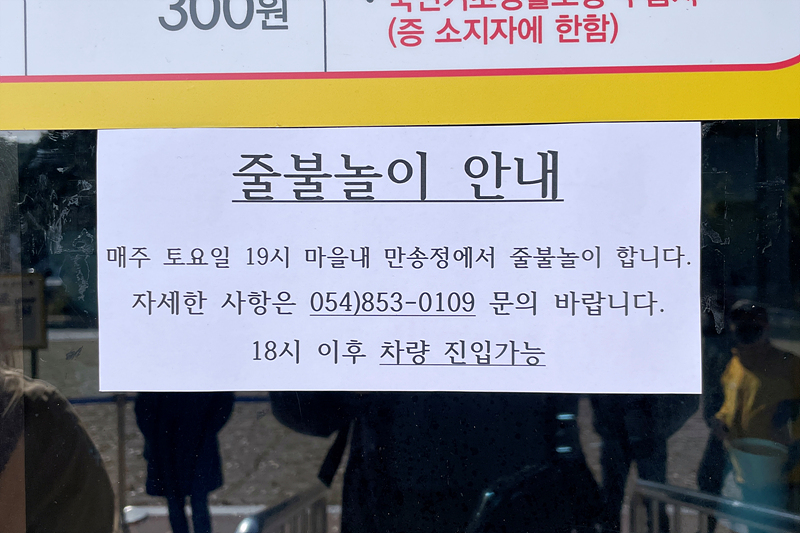 300원
(증 소지자에 한함)
줄불놀이 안내
매주 토요일 19시 마을내 만송정에서 줄불놀이 합니다.
자세한 사항은 054)853-0109 문의 바랍니다.
18시 이후 차량 진입가능